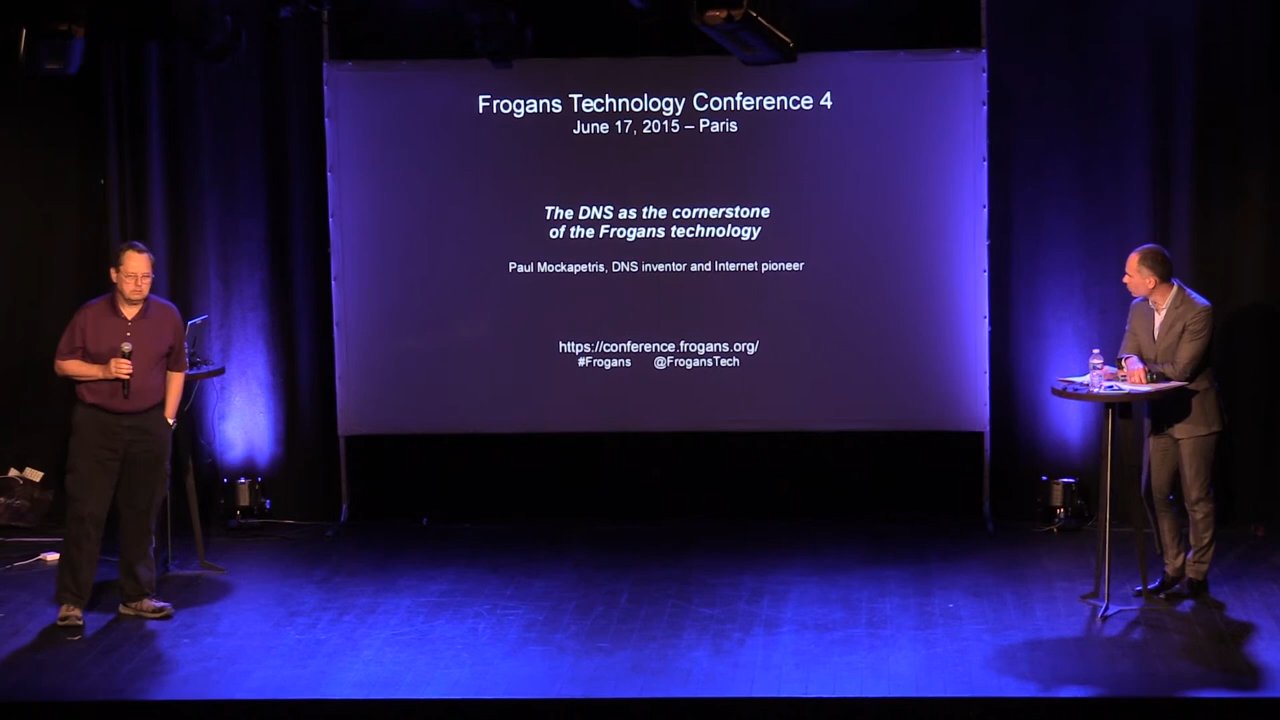 Frogans Technology Conference 4
June 17, 2015 – Paris
The DNS as the cornerstone
of the Frogans technology
Paul Mockapetris, DNS inventor and Internet pioneer
https://conference.frogans.org/
#Frogans @FrogansTech